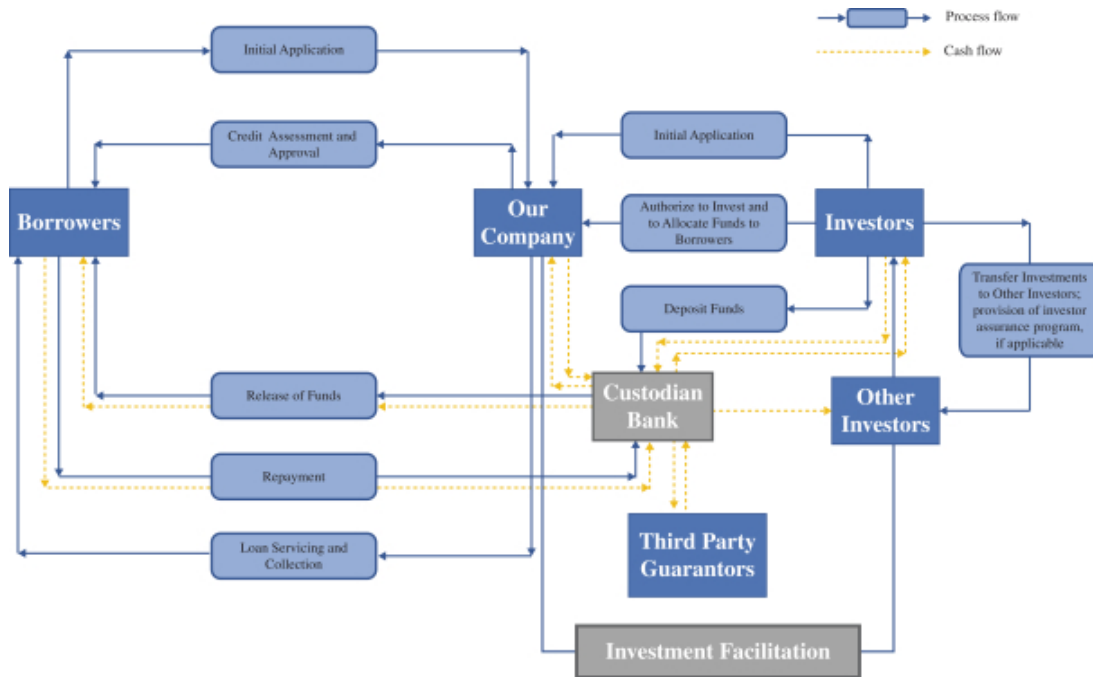 Process flow
Cash flow
Initial Application
Credit Assessment and
Approval
Initial Application
Borrowers
Our
Company
Authorize to Invest and
to Allocate Funds to
Borrowers
Investors
Transfer Investments
to Other Investors;
provision of investor
assurance program,
if applicable
Deposit Funds
Release of Funds
Custodian
Bank
Other
Investors
Repayment
Loan Servicing and
Collection
Third Party
Guarantors
Investment Facilitation